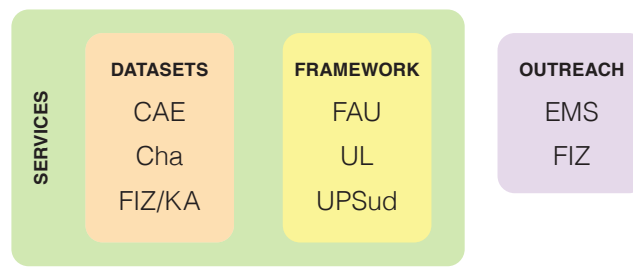 SERVICES
DATASETS
CAE
Cha
FIZ/KA
FRAMEWORK
FAU
UL
UPSud
OUTREACH
EMS
FIZ